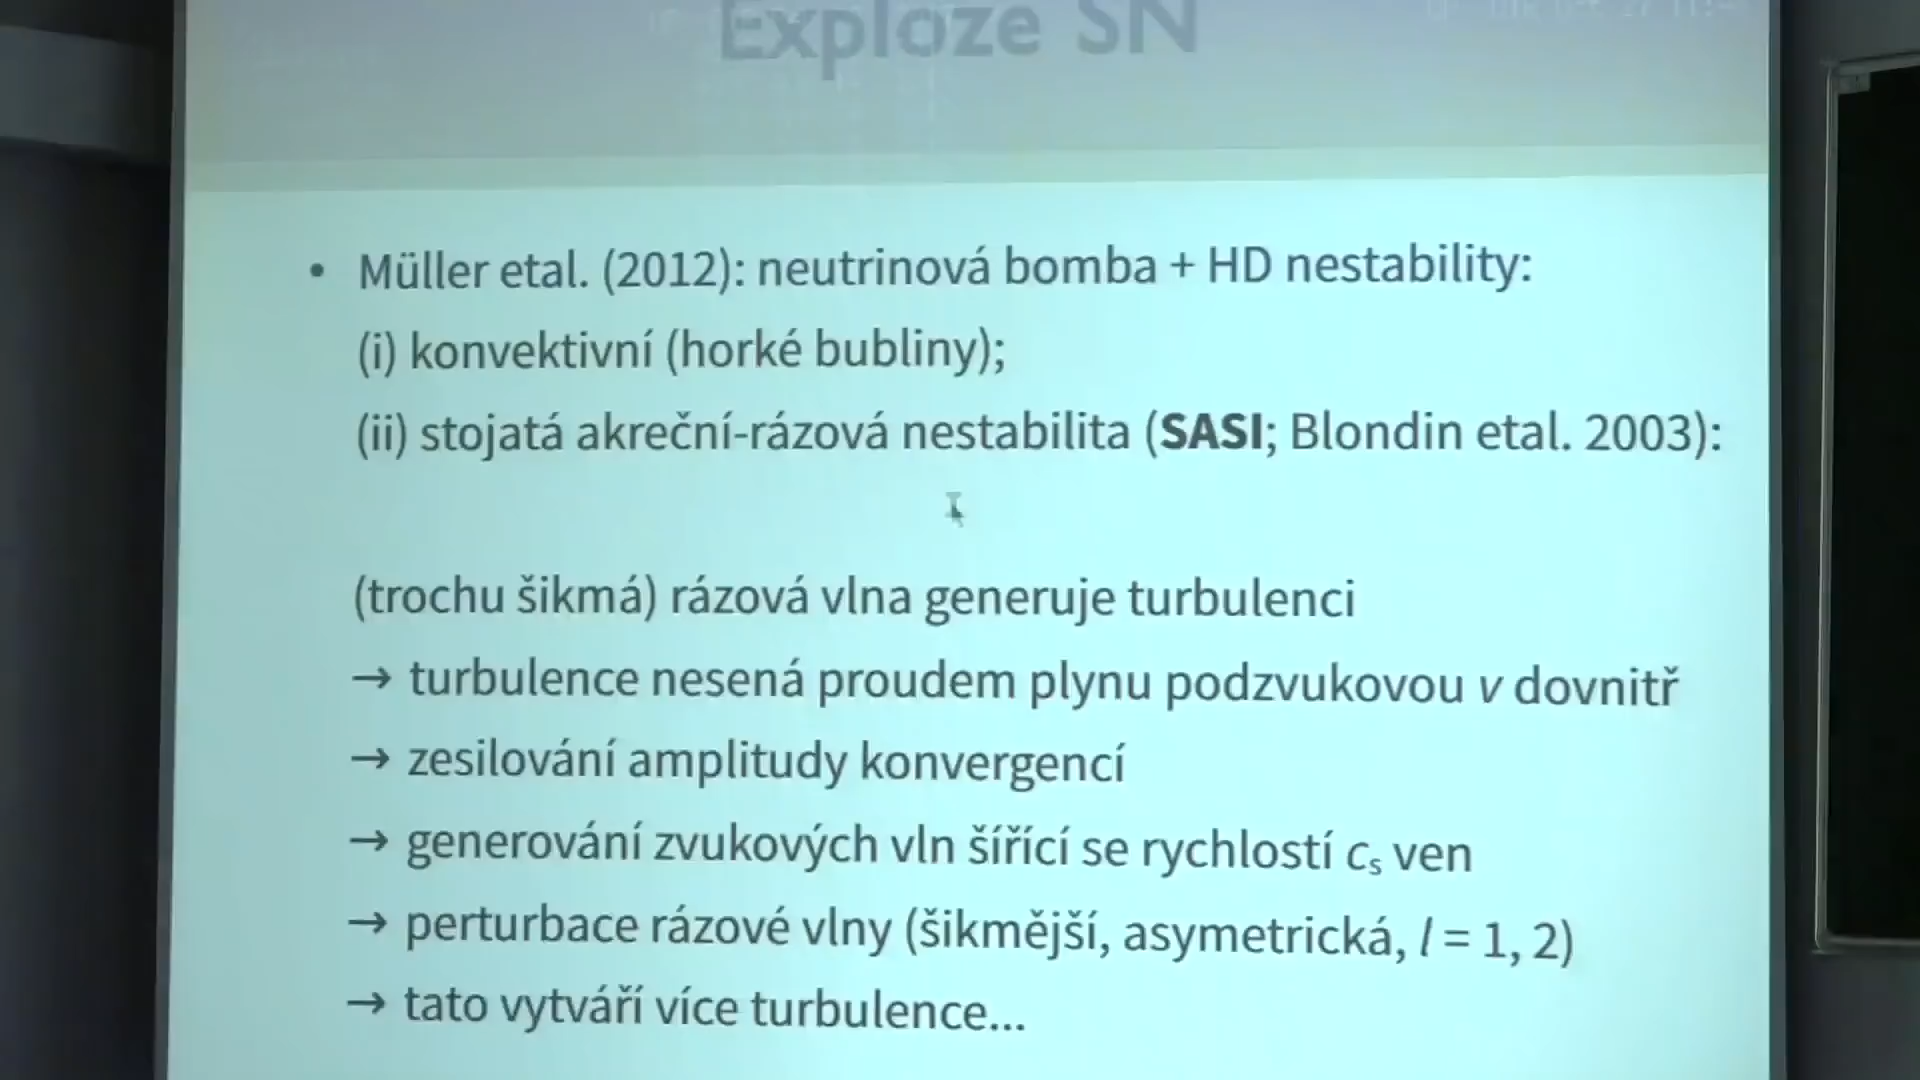 Exploze SN
• Müller etal. (2012): neutrinová bomba + HD nestability:
(i) konvektivní (horké bubliny);
(ii) stojatá akreční-rázová nestabilita (SASI; Blondin etal. 2003):
(trochu šikmá) rázová vlna generuje turbulenci
→ turbulence nesená proudem plynu podzvukovou v dovnitř
→ zesilování amplitudy konvergencí
→ generování zvukových vln šířící se rychlostí cₛ ven
→ perturbace rázové vlny (šikmější, asymetrická, l = 1, 2)
→ tato vytváří více turbulence...